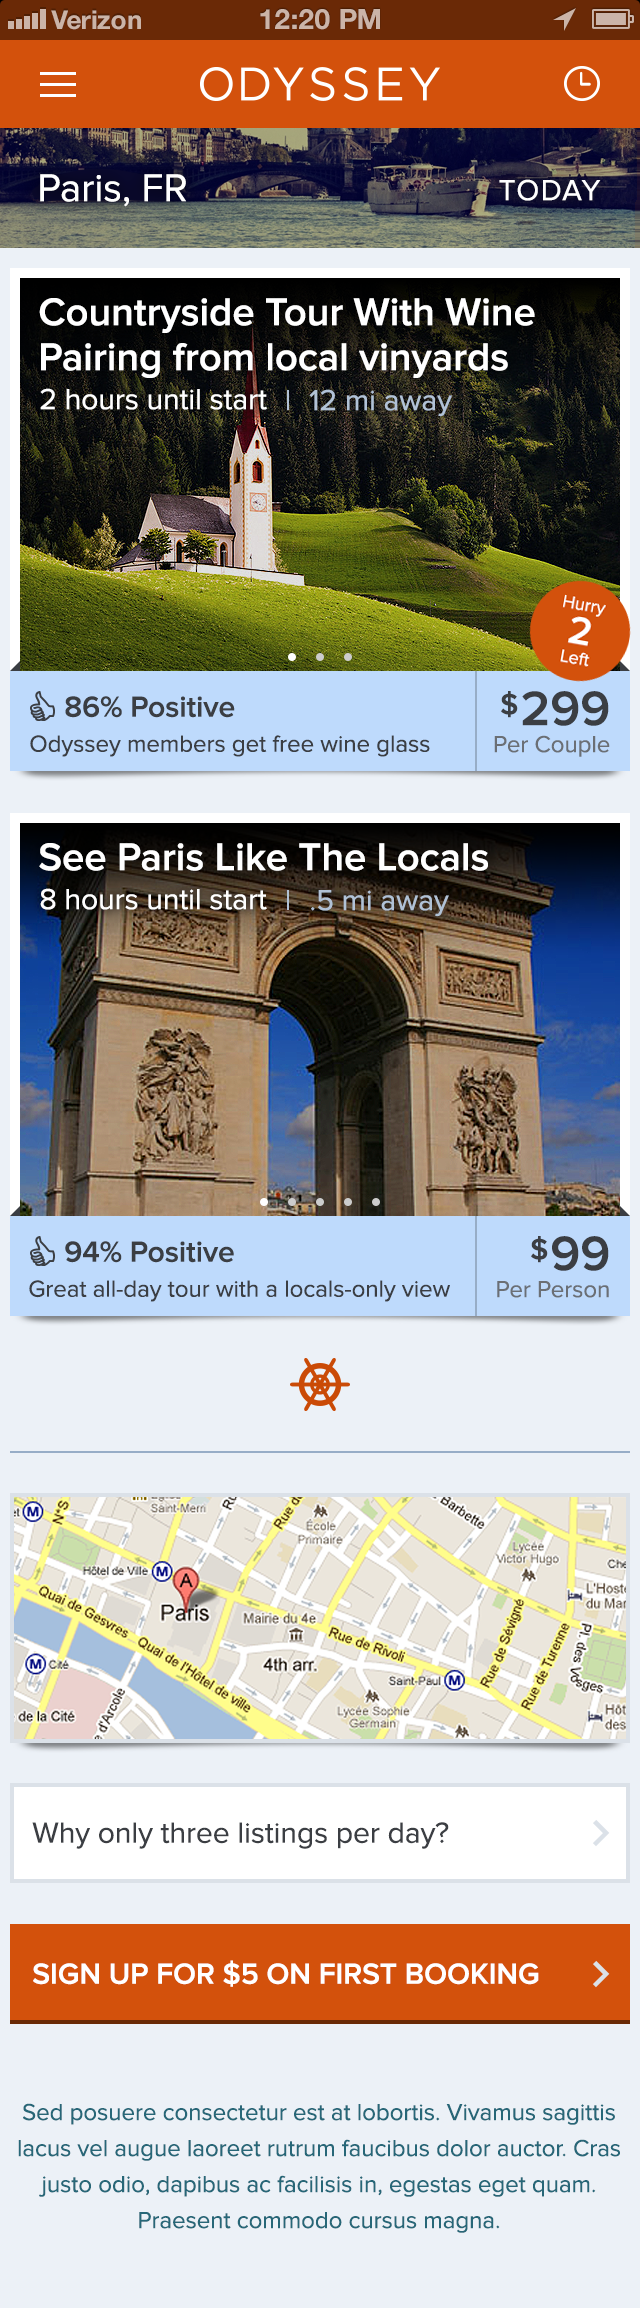 Verizon 12:20 PM
ODYSSEY
Paris, FR TODAY
Countryside Tour With Wine
Pairing from local vinyards
2 hours until start | 12 mi away
Hurry
2
Left
86% Positive
Odyssey members get free wine glass
$299
Per Couple
See Paris Like The Locals
8 hours until start | .5 mi away
94% Positive
Great all-day tour with a locals-only view
$99
Per Person
Saint-Merri
N°S
Rue d
Barbette
École
Primaire
Lycée
Victor Hugo
Che
Hôtel de Ville
M
A
Paris
L'Hoste
du Mar
Quai de Gesvres
Mairie du 4e
Rue de Rivoli
Rue de Sévigné
Rue de Turenne
Pl. des Vosges
M Cité
Quai de l'Hôtel de ville
4th arr.
Saint-Paul M
de la Cité
d'Arcole
Lycée Sophie
Germain
Hôt
des
Why only three listings per day?
SIGN UP FOR $5 ON FIRST BOOKING
Sed posuere consectetur est at lobortis. Vivamus sagittis
lacus vel augue laoreet rutrum faucibus dolor auctor. Cras
justo odio, dapibus ac facilisis in, egestas eget quam.
Praesent commodo cursus magna.